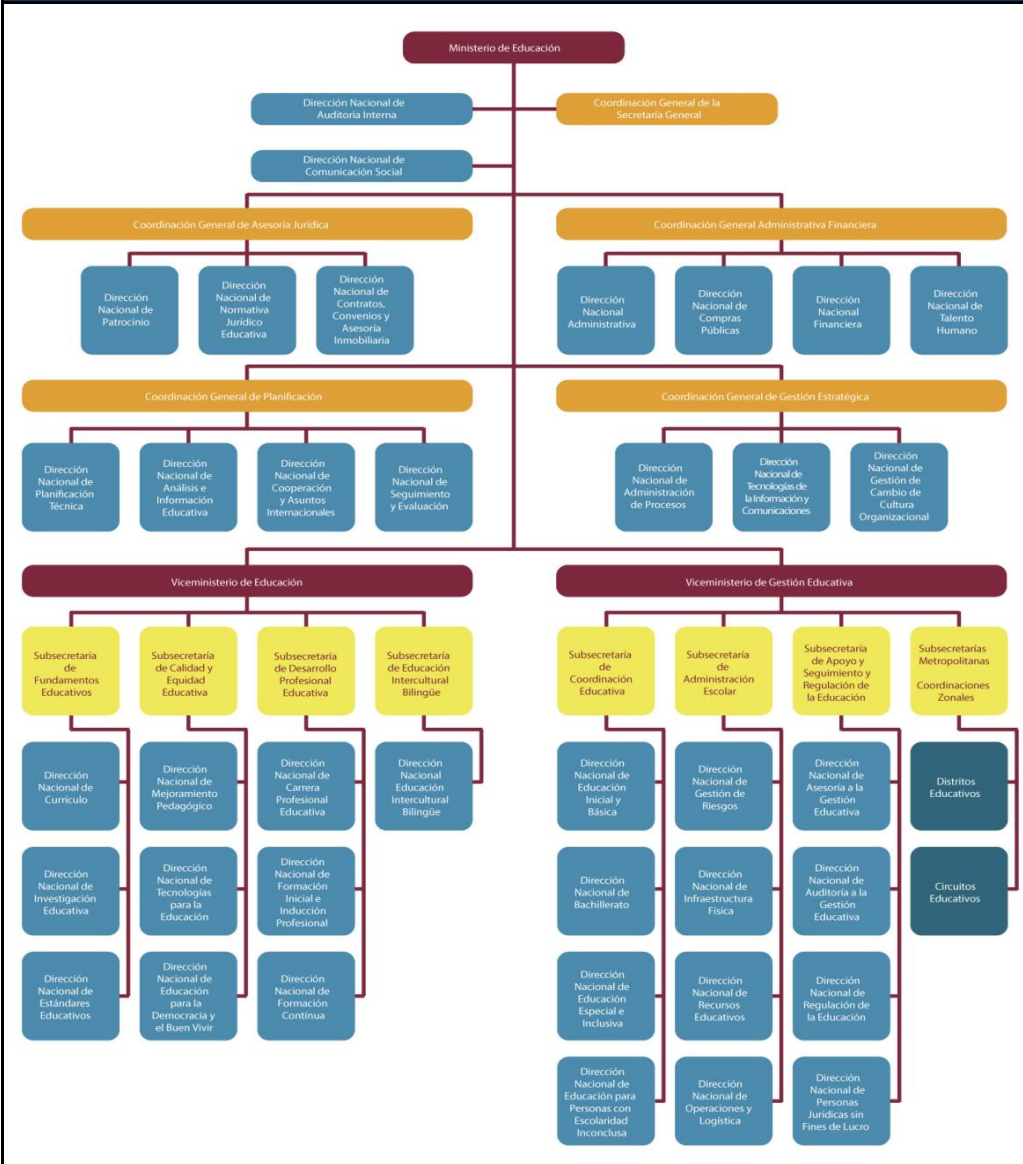 Ministerio de Educación
Dirección Nacional de
Auditoria Interna
Coordinación General de la
Secretaría General
Dirección Nacional de
Comunicación Social
Coordinación General de Asesoría Jurídica
Coordinación General Administrativa Financiera
Dirección
Nacional de
Patrocinio
Dirección
Nacional de
Normativa
Jurídico
Educativa
Dirección
Nacional de
Contratos,
Convenios y
Asesoría
Inmobiliaria
Dirección
Nacional
Administrativa
Dirección
Nacional de
Compras
Públicas
Dirección
Nacional
Financiera
Dirección
Nacional de
Talento
Humano
Coordinación General de Planificación
Coordinación General de Gestión Estratégica
Dirección
Nacional de
Planificación
Técnica
Dirección
Nacional de
Análisis e
Información
Educativa
Dirección
Nacional de
Cooperación
y Asuntos
Internacionales
Dirección
Nacional de
Seguimiento
y Evaluación
Dirección
Nacional de
Administración
de Procesos
Dirección
Nacional de
Tecnologías de
la Información y
Comunicaciones
Dirección
Nacional de
Gestión de
Cambio de
Cultura
Organizacional
Viceministerio de Educación
Viceministerio de Gestión Educativa
Subsecretaría
de
Fundamentos
Educativos
Subsecretaría
de Calidad y
Equidad
Educativa
Subsecretaría
de Desarrollo
Profesional
Educativa
Subsecretaría
de Educación
Intercultural
Bilingüe
Subsecretaría
de
Coordinación
Educativa
Subsecretaría
de
Administración
Escolar
Subsecretaría
de Apoyo y
Seguimiento y
Regulación de
la Educación
Subsecretarías
Metropolitanas
Coordinaciones
Zonales
Dirección
Nacional de
Currículo
Dirección
Nacional de
Mejoramiento
Pedagógico
Dirección
Nacional de
Carrera
Profesional
Educativa
Dirección
Nacional
Educación
Intercultural
Bilingüe
Dirección
Nacional de
Educación
Inicial y
Básica
Dirección
Nacional de
Gestión de
Riesgos
Dirección
Nacional de
Asesoría a la
Gestión
Educativa
Distritos
Educativos
Dirección
Nacional de
Investigación
Educativa
Dirección
Nacional de
Tecnologías
para la
Educación
Dirección
Nacional de
Formación
Inicial e
Inducción
Profesional
Dirección
Nacional de
Bachillerato
Dirección
Nacional de
Infraestructura
Física
Dirección
Nacional de
Auditoría a la
Gestión
Educativa
Circuitos
Educativos
Dirección
Nacional de
Estándares
Educativos
Dirección
Nacional de
Educación
para la
Democracia y
el Buen Vivir
Dirección
Nacional de
Formación
Contínua
Dirección
Nacional de
Educación
Especial e
Inclusiva
Dirección
Nacional de
Recursos
Educativos
Dirección
Nacional de
Regulación de
la Educación
Dirección
Nacional de
Educación para
Personas con
Escolaridad
Inconclusa
Dirección
Nacional de
Operaciones y
Logística
Dirección
Nacional de
Personas
Jurídicas sin
Fines de Lucro